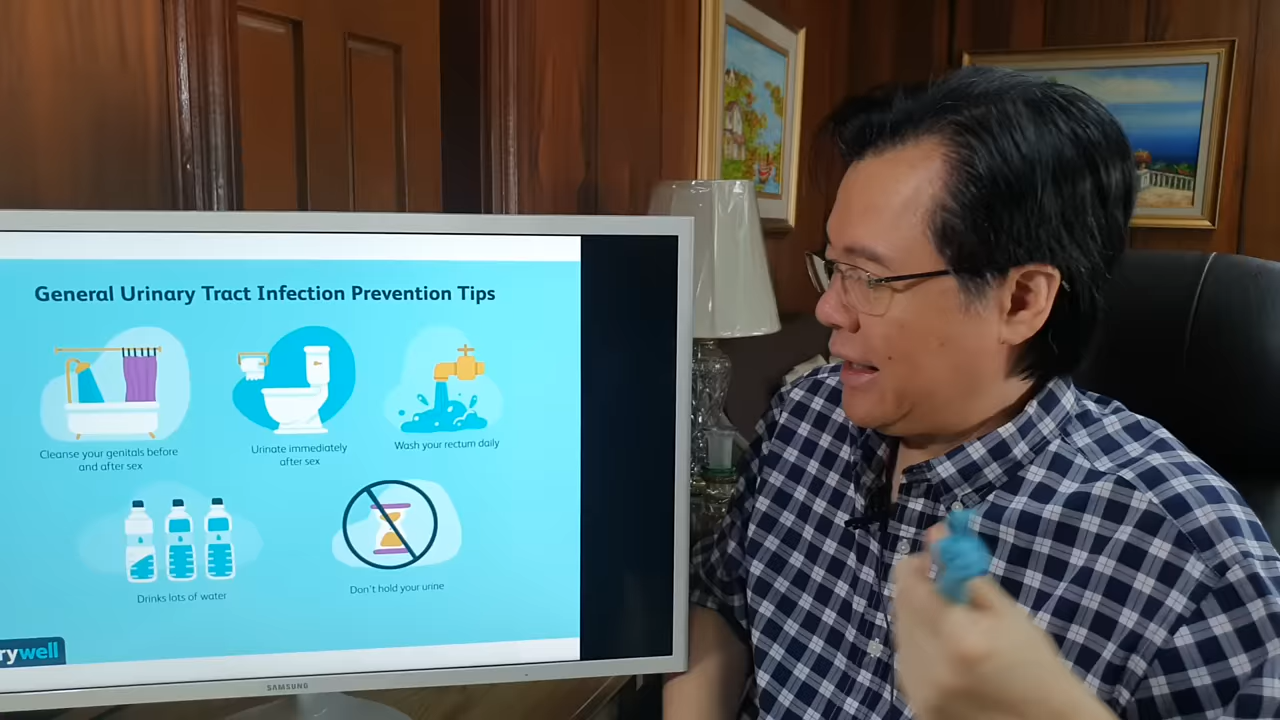 General Urinary Tract Infection Prevention Tips
Cleanse your genitals before
and after sex
Urinate immediately
after sex
Wash your rectum daily
Drinks lots of water
Don't hold your urine
rywell
SAMSUNG